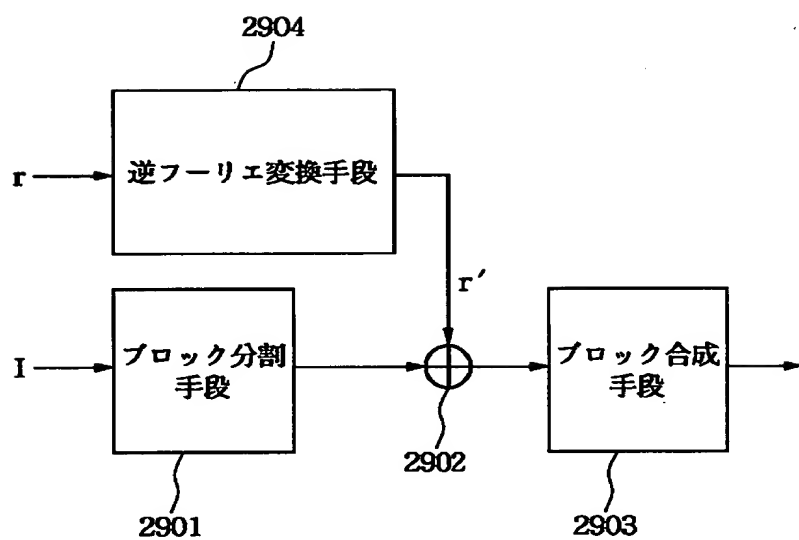 2904
r
逆フーリエ変換手段
r′
I
ブロック分割
手段
ブロック合成
手段
2902
2901
2903